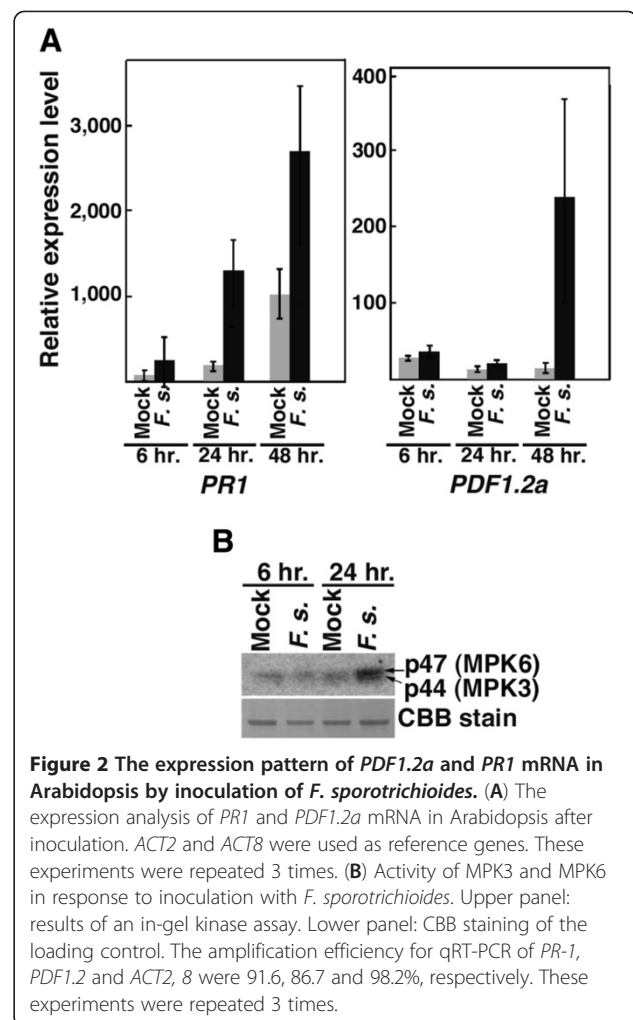 A
Relative expression level
3,000
2,000
1,000
Mock
F. s.
Mock
F. s.
Mock
F. s.
6 hr. 24 hr. 48 hr.
PR1
400
300
200
100
Mock
F. s.
Mock
F. s.
Mock
F. s.
6 hr. 24 hr. 48 hr.
PDF1.2a
B
6 hr. 24 hr.
Mock
F. s.
Mock
F. s.
p47 (MPK6)
p44 (MPK3)
CBB stain
Figure 2 The expression pattern of PDF1.2a and PR1 mRNA in
Arabidopsis by inoculation of F. sporotrichioides. (A) The
expression analysis of PR1 and PDF1.2a mRNA in Arabidopsis after
inoculation. ACT2 and ACT8 were used as reference genes. These
experiments were repeated 3 times. (B) Activity of MPK3 and MPK6
in response to inoculation with F. sporotrichioides. Upper panel:
results of an in-gel kinase assay. Lower panel: CBB staining of the
loading control. The amplification efficiency for qRT-PCR of PR-1,
PDF1.2 and ACT2, 8 were 91.6, 86.7 and 98.2%, respectively. These
experiments were repeated 3 times.